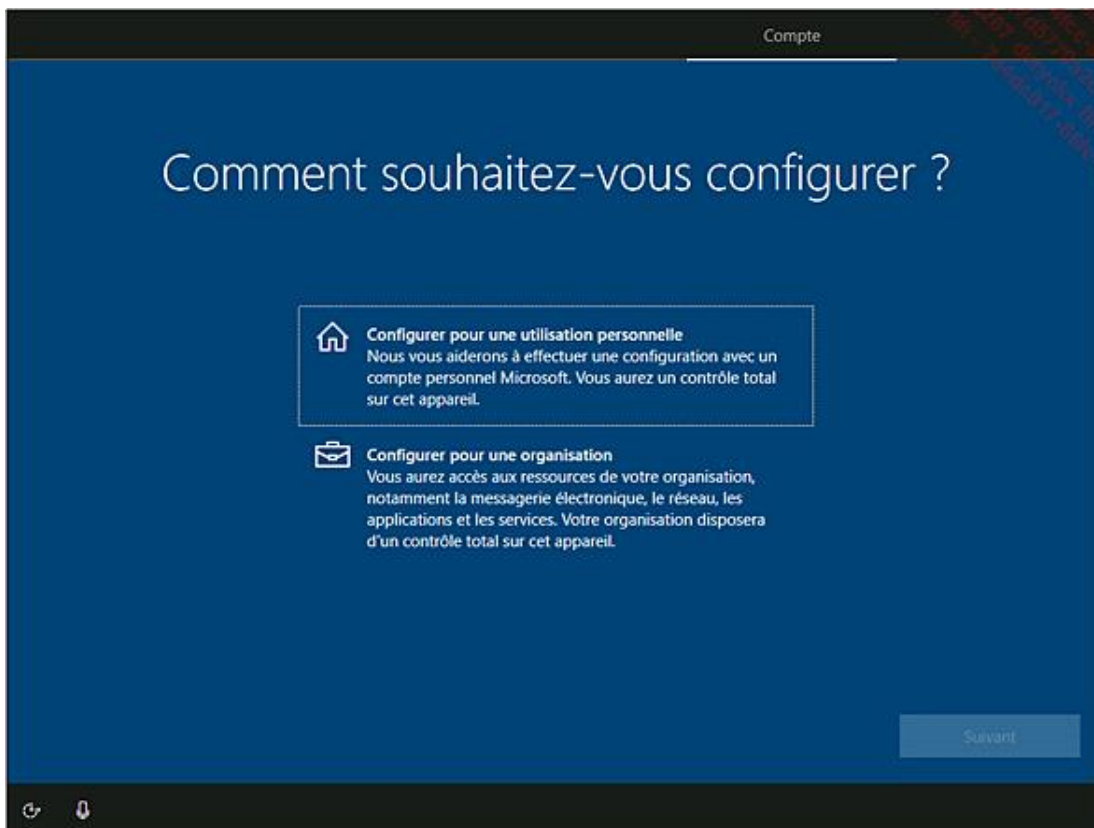 Compte
Comment souhaitez-vous configurer ?
Configurer pour une utilisation personnelle
Nous vous aiderons à effectuer une configuration avec un
compte personnel Microsoft. Vous aurez un contrôle total
sur cet appareil.
Configurer pour une organisation
Vous aurez accès aux ressources de votre organisation,
notamment la messagerie électronique, le réseau, les
applications et les services. Votre organisation disposera
d'un contrôle total sur cet appareil.
Suivant